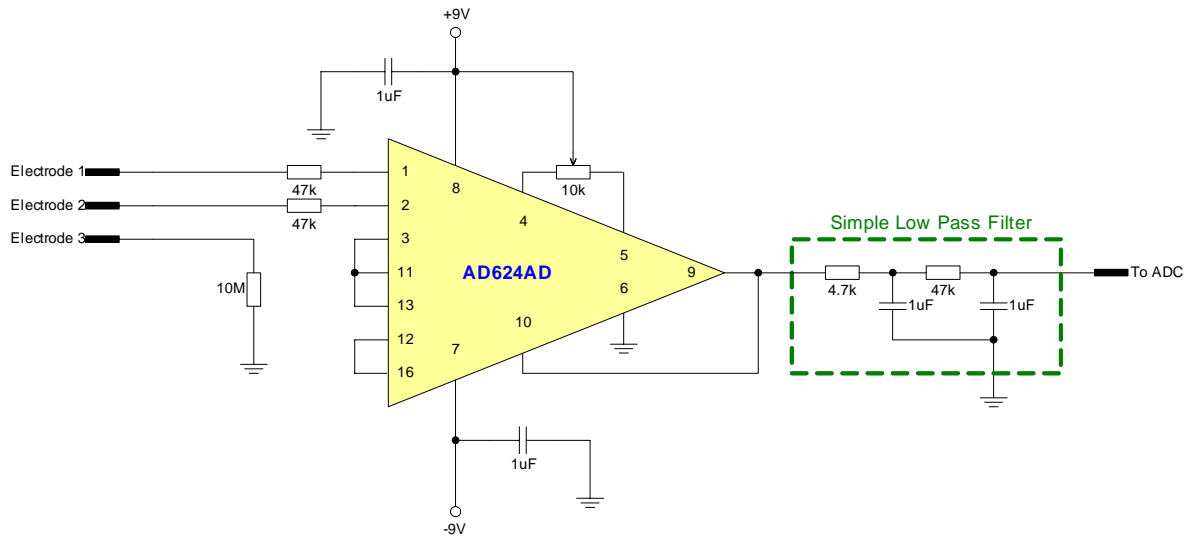 +9V
1uF
Electrode 1
47k
1
8
10k
Electrode 2
47k
2
4
Simple Low Pass Filter
Electrode 3
3
5
10M
11
AD624AD
9
4.7k
47k
To ADC
13
6
1uF
1uF
12
10
7
16
1uF
-9V